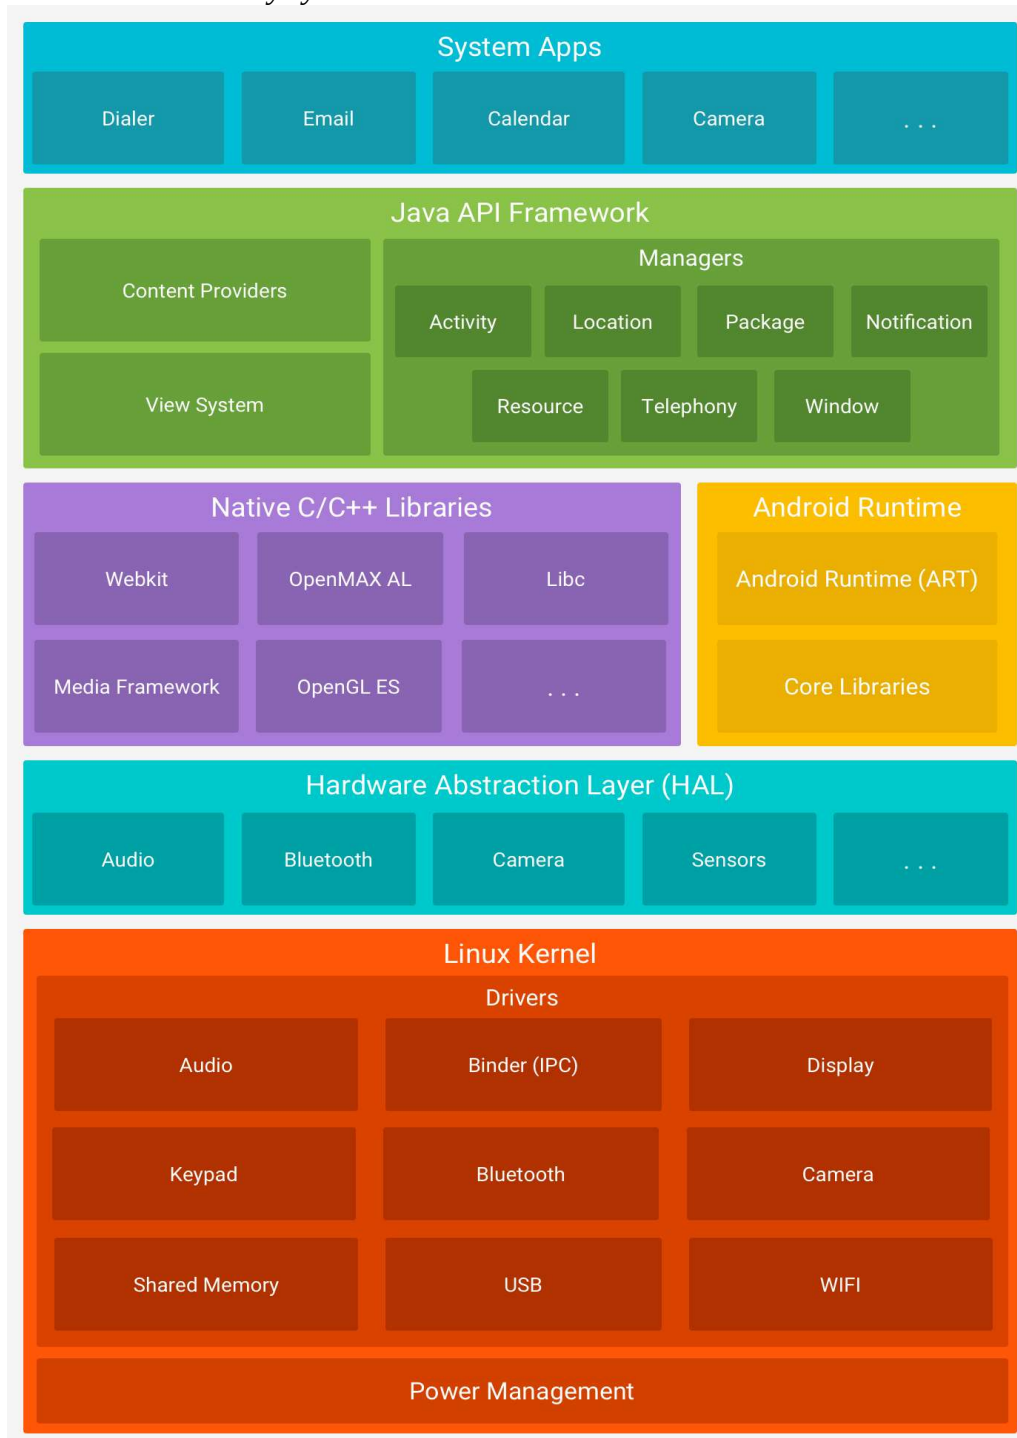 System Apps
Dialer
Email
Calendar
Camera
. . .
Java API Framework
Content Providers
View System
Managers
Activity
Location
Package
Notification
Resource
Telephony
Window
Native C/C++ Libraries
Webkit
OpenMAX AL
Libc
Media Framework
OpenGL ES
. . .
Android Runtime
Android Runtime (ART)
Core Libraries
Hardware Abstraction Layer (HAL)
Audio
Bluetooth
Camera
Sensors
. . .
Linux Kernel
Drivers
Audio
Binder (IPC)
Display
Keypad
Bluetooth
Camera
Shared Memory
USB
WIFI
Power Management